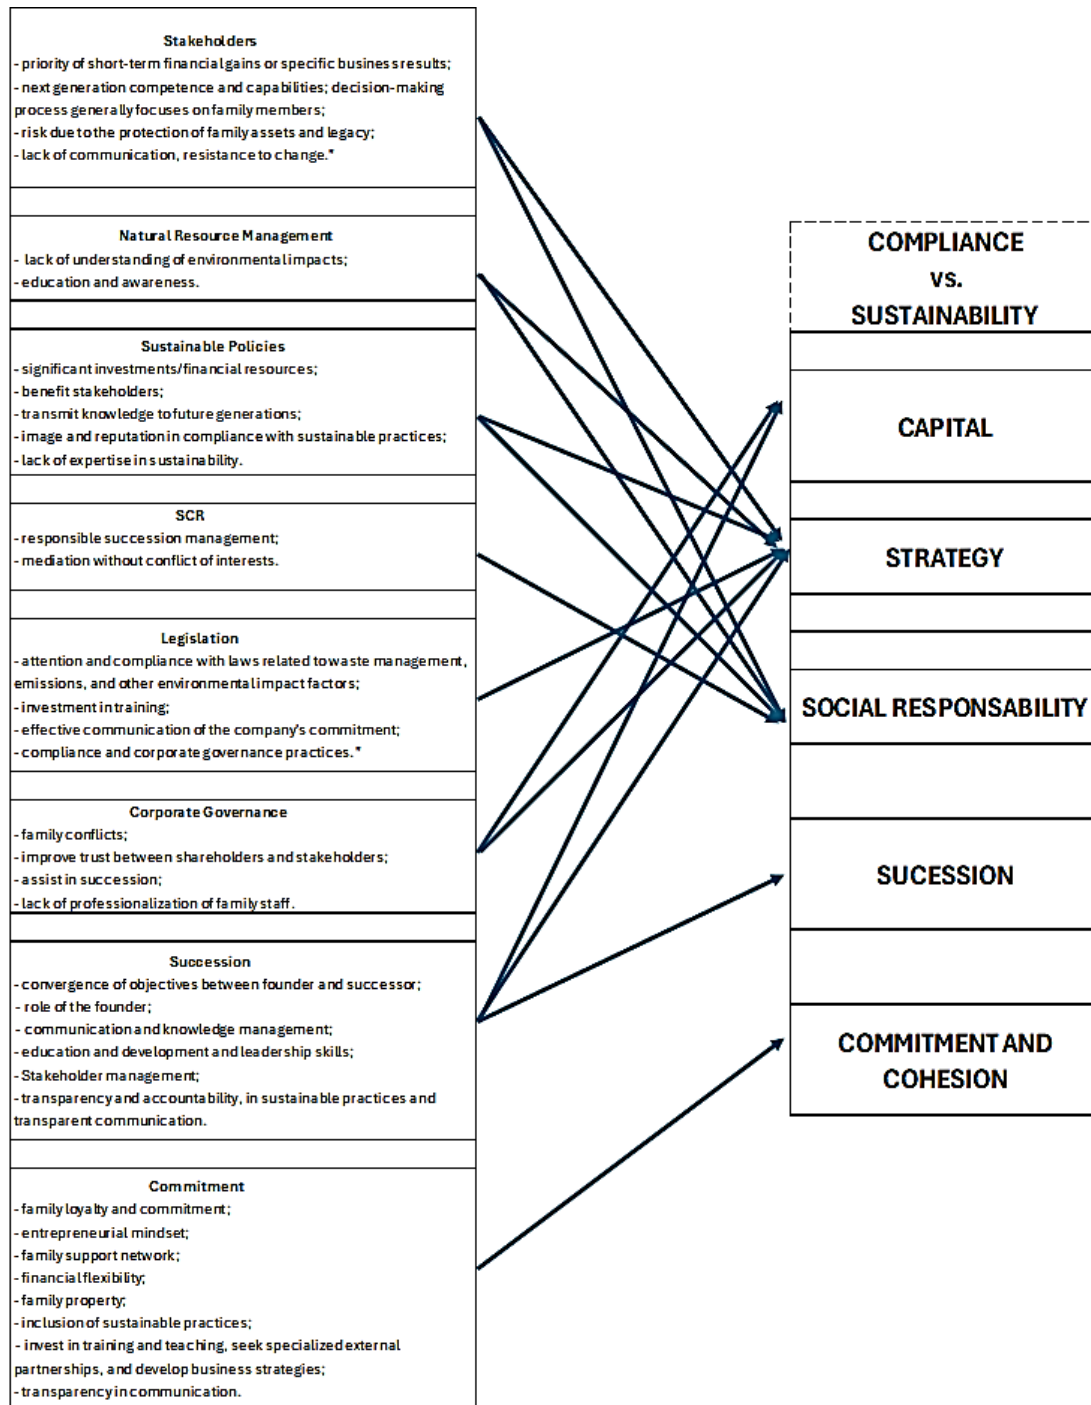 Stakeholders
- priority of short-term financial gains or specific business results;
- next generation competence and capabilities; decision-making
process generally focuses on family members;
- risk due to the protection of family assets and legacy;
- lack of communication, resistance to change.*
Natural Resource Management
- lack of understanding of environmental impacts;
- education and awareness.
Sustainable Policies
- significant investments/financial resources;
- benefit stakeholders;
- transmit knowledge to future generations;
- image and reputation in compliance with sustainable practices;
- lack of expertise in sustainability.
SCR
- responsible succession management;
- mediation without conflict of interests.
Legislation
- attention and compliance with laws related to waste management,
emissions, and other environmental impact factors;
- investment in training;
- effective communication of the company's commitment;
- compliance and corporate governance practices.*
Corporate Governance
- family conflicts;
- improve trust between shareholders and stakeholders;
- assist in succession;
- lack of professionalization of family staff.
Succession
- convergence of objectives between founder and successor;
- role of the founder;
- communication and knowledge management;
- education and development and leadership skills;
- Stakeholder management;
- transparency and accountability, in sustainable practices and
transparent communication.
Commitment
- family loyalty and commitment;
- entrepreneurial mindset;
- family support network;
- financial flexibility;
- family property;
- inclusion of sustainable practices;
- invest in training and teaching, seek specialized external
partnerships, and develop business strategies;
- transparency in communication.
COMPLIANCE
vs.
SUSTAINABILITY
CAPITAL
STRATEGY
SOCIAL RESPONSABILITY
SUCESSION
COMMITMENT AND
COHESION